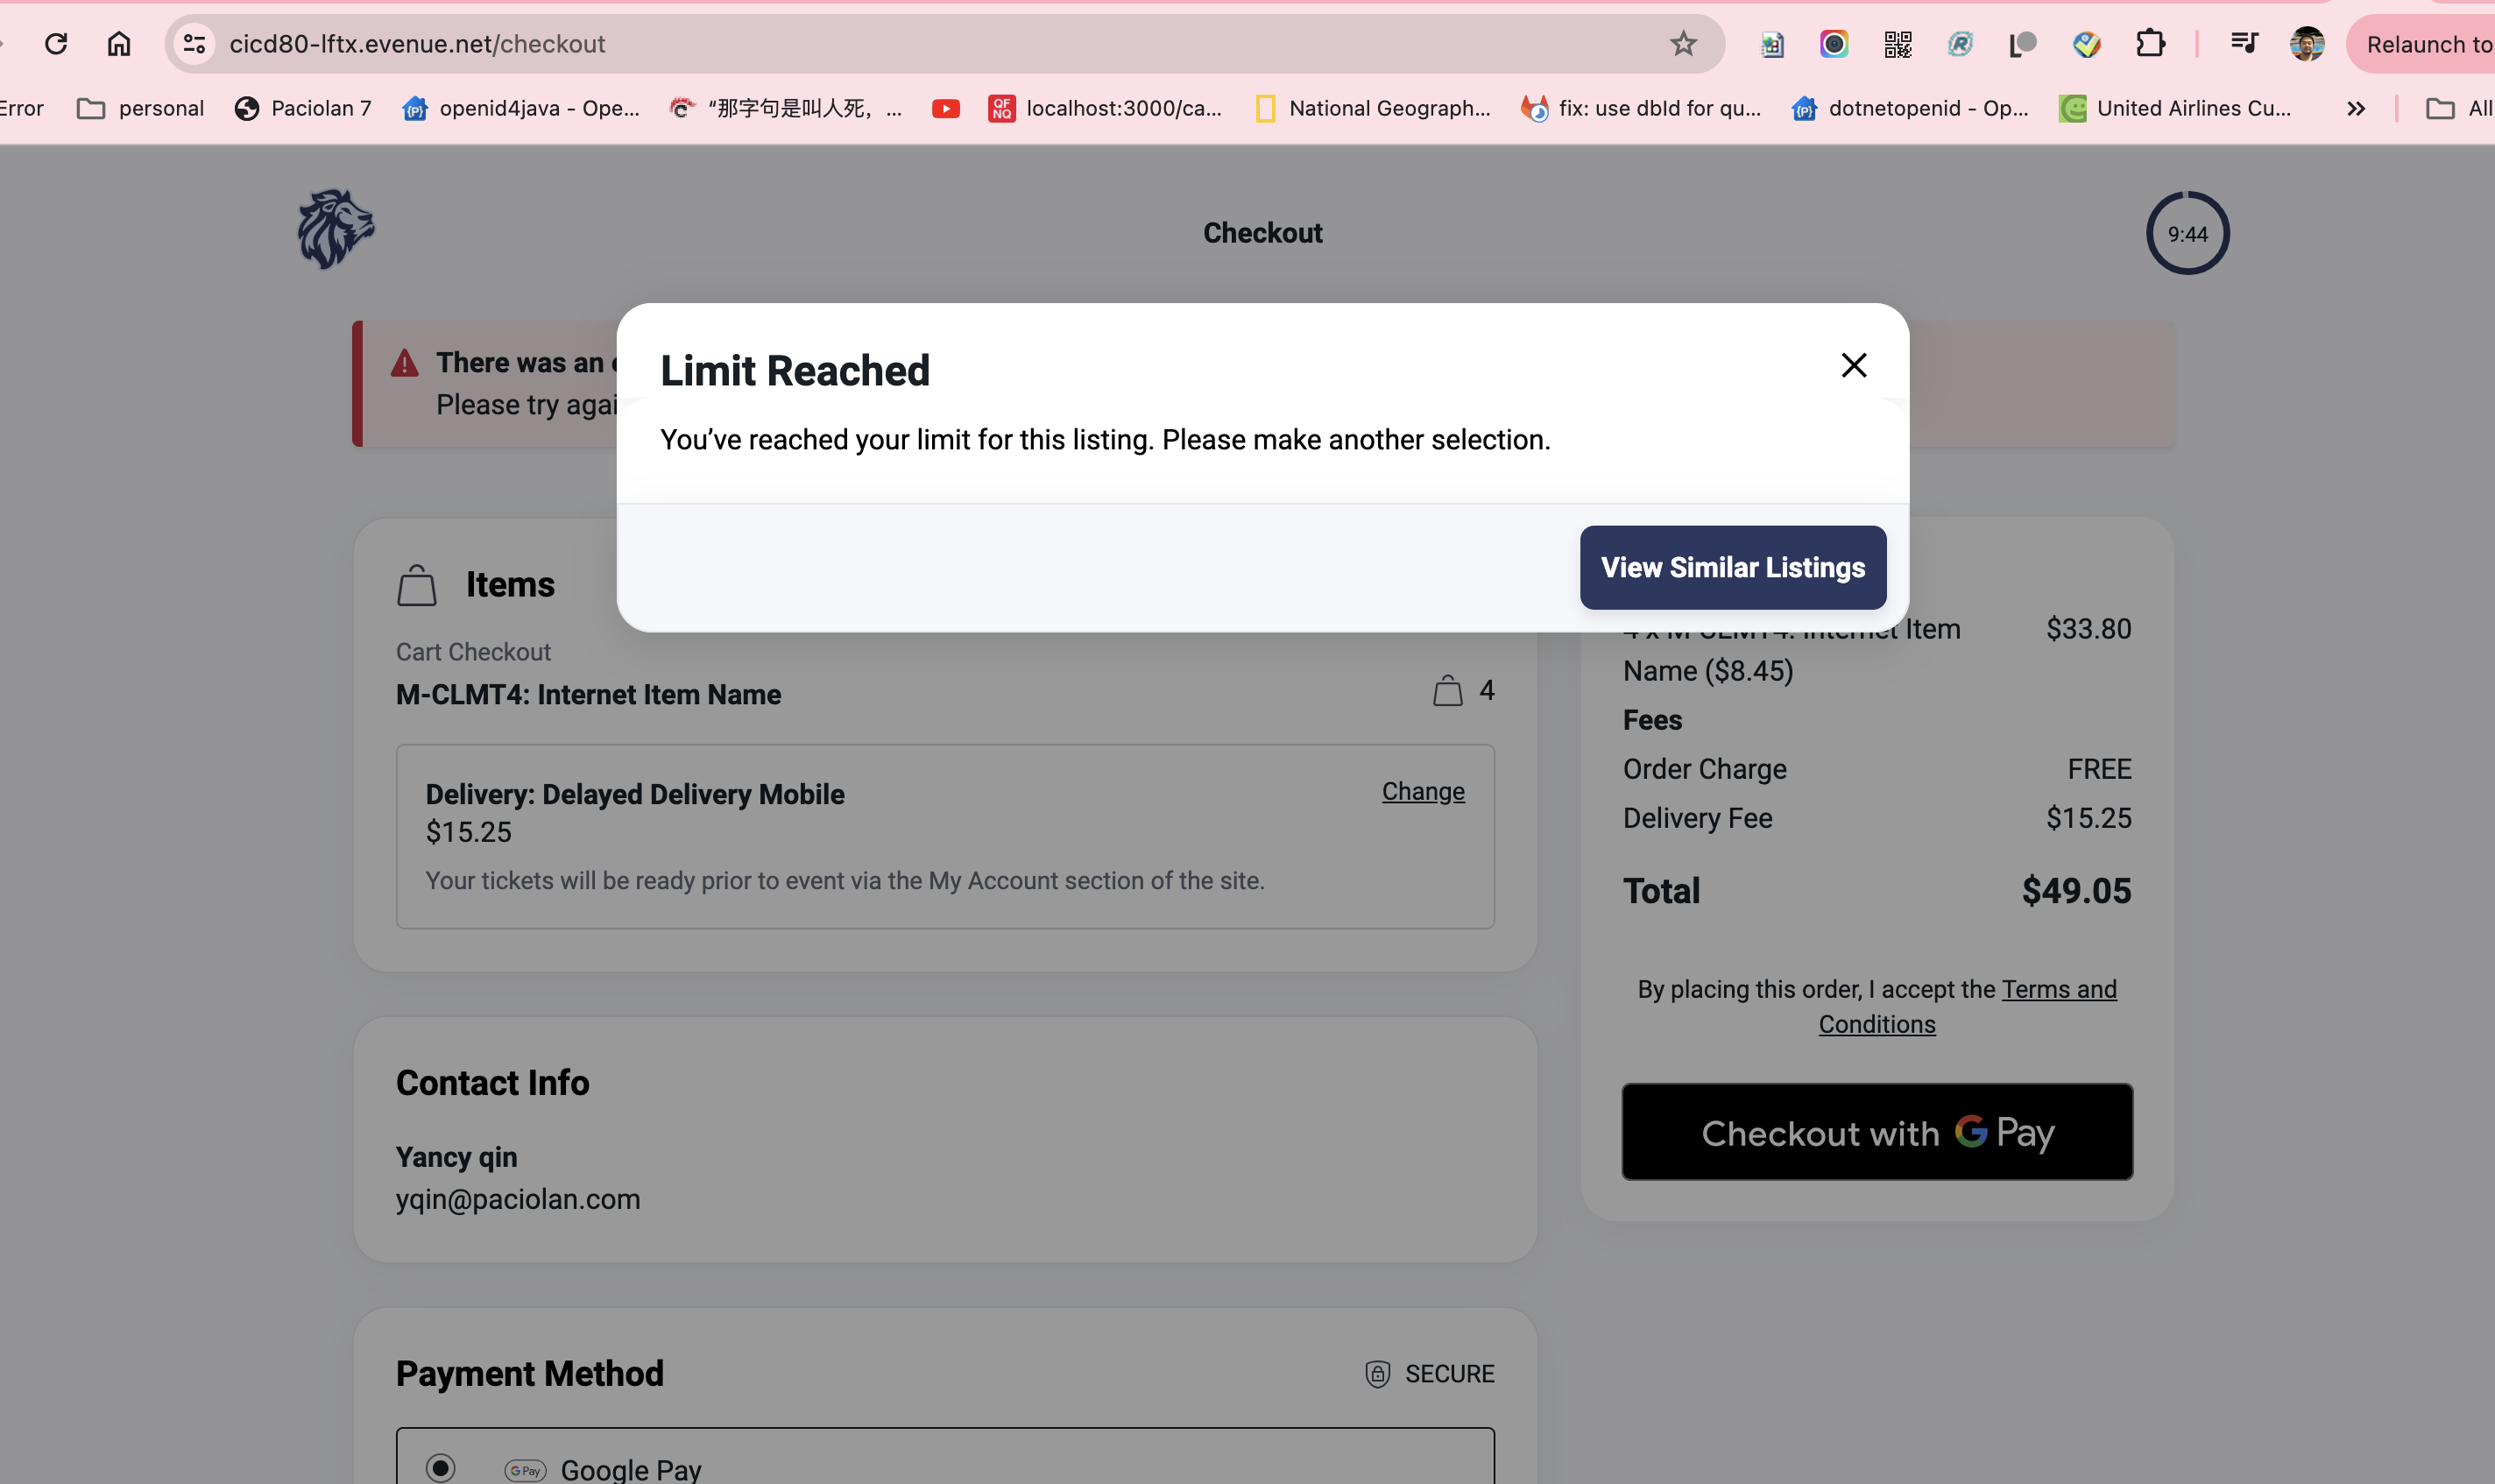 cicd80-lftx.evenue.net/checkout
Relaunch to
Error
personal
Paciolan 7
openid4java - Ope...
“那字句是叫人死，...
QF
NQ
localhost:3000/ca...
National Geograph...
fix: use dbId for qu...
dotnetopenid - Op...
United Airlines Cu...
All
Checkout
9:44
There was an
Please try agai
Limit Reached
You’ve reached your limit for this listing. Please make another selection.
View Similar Listings
Items
Cart Checkout
M-CLMT4: Internet Item Name
4
Delivery: Delayed Delivery Mobile
Change
$15.25
Your tickets will be ready prior to event via the My Account section of the site.
4 x M-CLMT4: Internet Item
$33.80
Name ($8.45)
Fees
Order Charge
FREE
Delivery Fee
$15.25
Total
$49.05
By placing this order, I accept the Terms and
Conditions
Checkout with G Pay
Contact Info
Yancy qin
yqin@paciolan.com
Payment Method
SECURE
G Pay
Google Pay